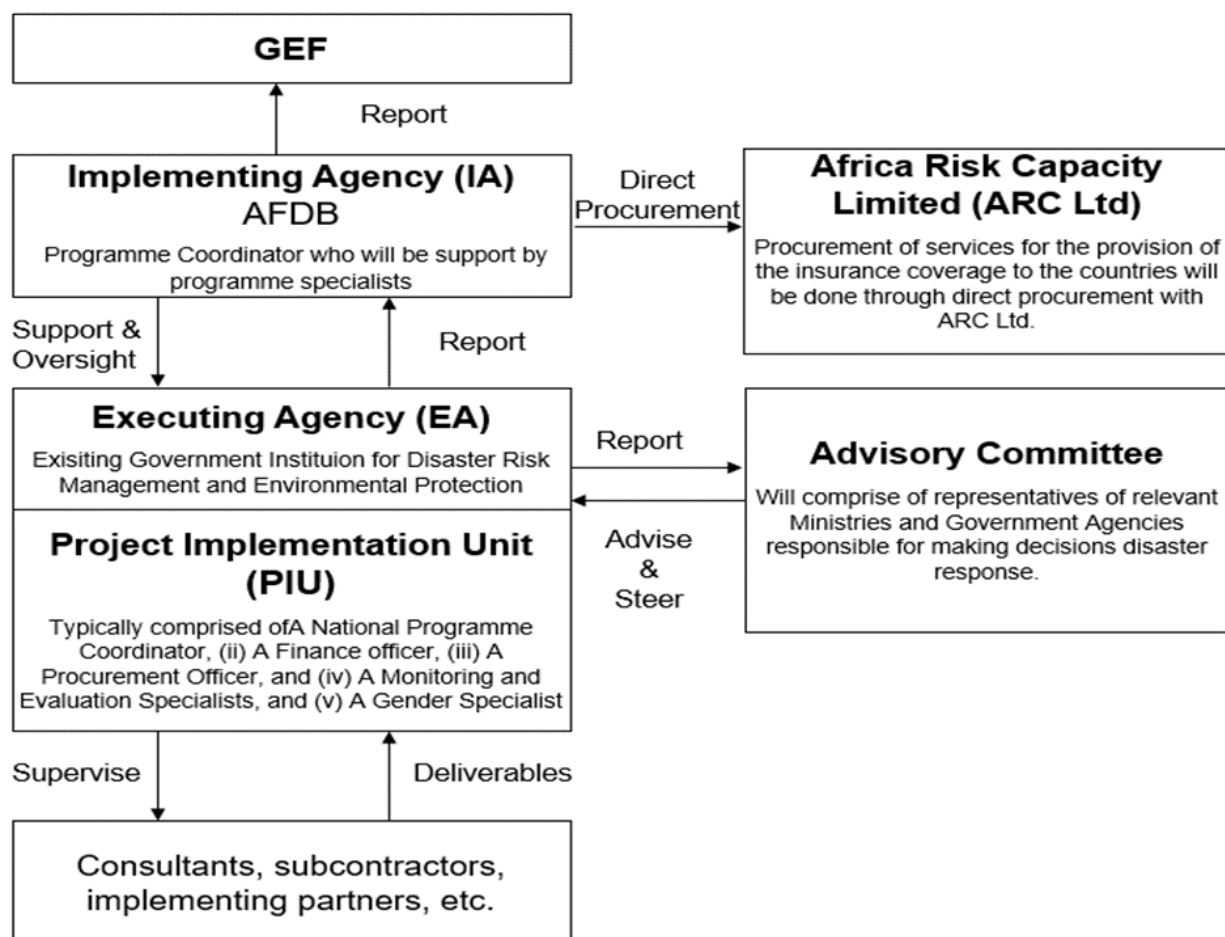 GEF
Report
Implementing Agency (IA)
AFDB
Programme Coordinator who will be support by
programme specialists
Direct
Procurement
Africa Risk Capacity
Limited (ARC Ltd)
Procurement of services for the provision of
the insurance coverage to the countries will
be done through direct procurement with
ARC Ltd.
Support &
Oversight
Report
Executing Agency (EA)
Exisiting Government Instituion for Disaster Risk
Management and Environmental Protection
Report
Advise
&
Steer
Advisory Committee
Will comprise of representatives of relevant
Ministries and Government Agencies
responsible for making decisions disaster
response.
Project Implementation Unit
(PIU)
Typically comprised ofA National Programme
Coordinator, (ii) A Finance officer, (iii) A
Procurement Officer, and (iv) A Monitoring and
Evaluation Specialists, and (v) A Gender Specialist
Supervise
Deliverables
Consultants, subcontractors,
implementing partners, etc.